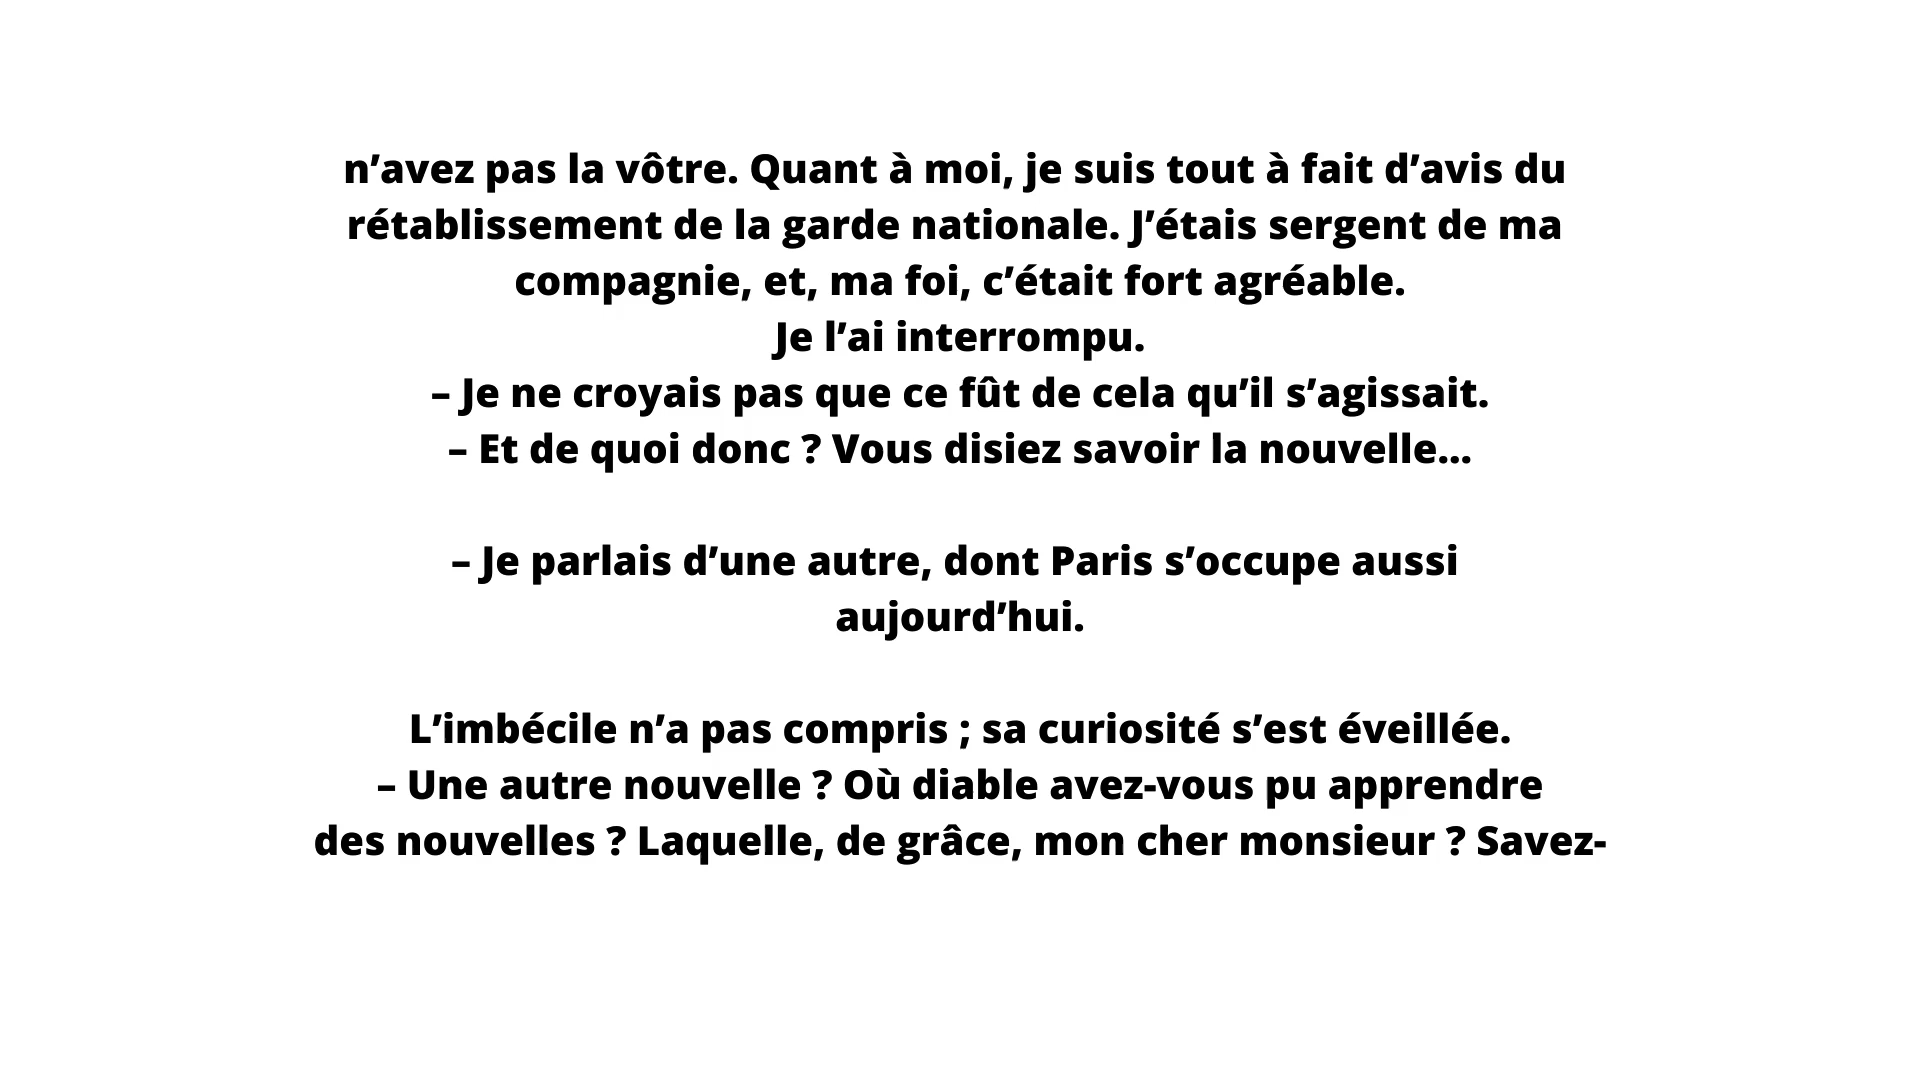 n’avez pas la vôtre. Quant à moi, je suis tout à fait d’avis du
rétablissement de la garde nationale. J’étais sergent de ma
compagnie, et, ma foi, c’était fort agréable.
Je l’ai interrompu.
– Je ne croyais pas que ce fût de cela qu’il s’agissait.
– Et de quoi donc ? Vous disiez savoir la nouvelle…
– Je parlais d’une autre, dont Paris s’occupe aussi
aujourd’hui.
L’imbécile n’a pas compris ; sa curiosité s’est éveillée.
– Une autre nouvelle ? Où diable avez-vous pu apprendre
des nouvelles ? Laquelle, de grâce, mon cher monsieur ? Savez-